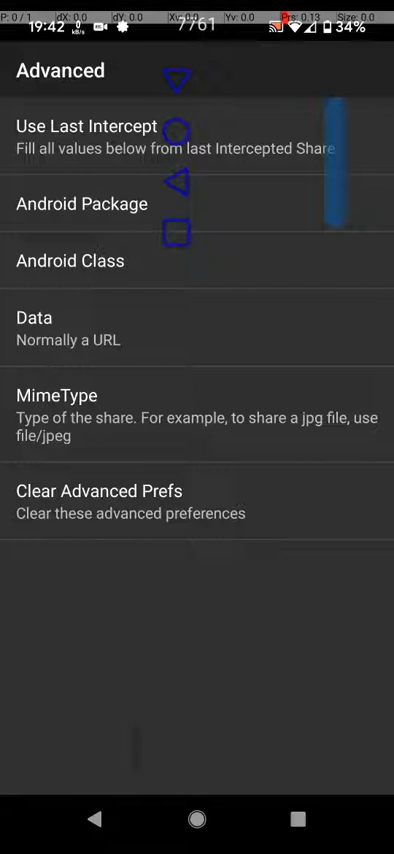 P: 0 / 1 dX: 0.0 dY: 0.0 Xv: 0.0 Yv: 0.0 Prs: 0.13 Size: 0.0
19:42 0 kB/s 7761 34%
Advanced
Use Last Intercept
Fill all values below from last Intercepted Share
Android Package
Android Class
Data
Normally a URL
MimeType
Type of the share. For example, to share a jpg file, use
file/jpeg
Clear Advanced Prefs
Clear these advanced preferences